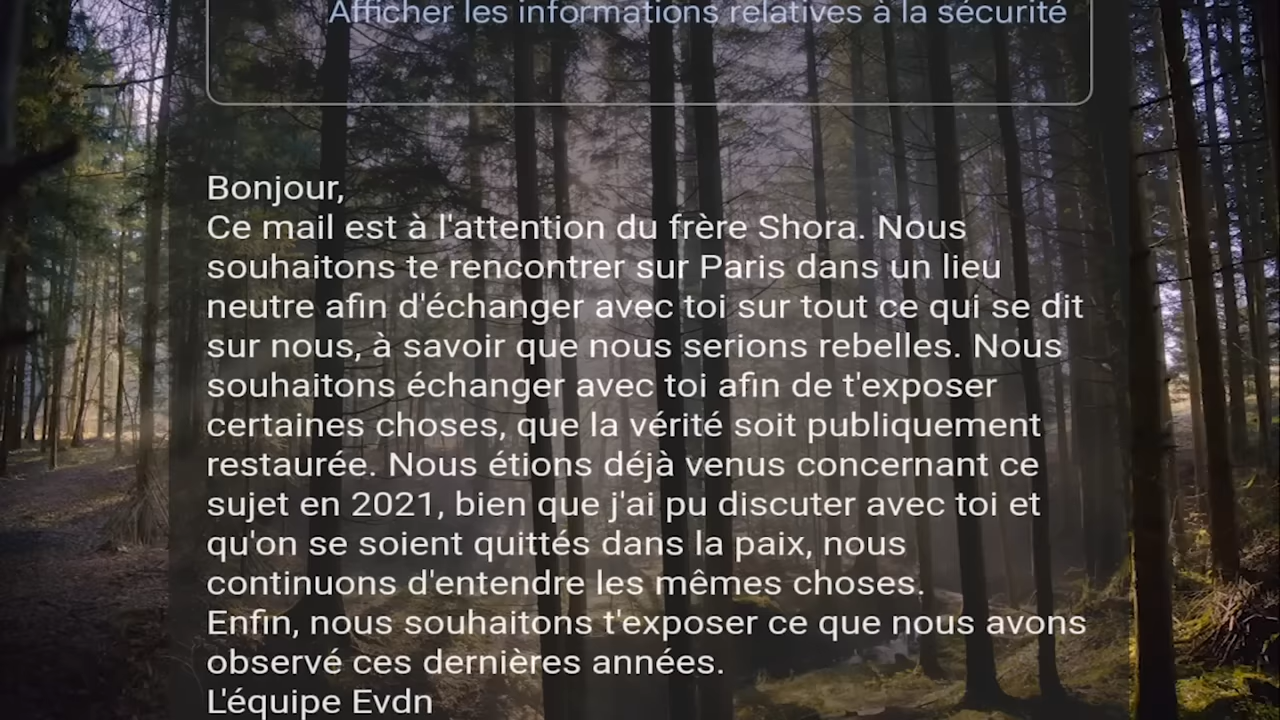 Afficher les informations relatives à la sécurité
Bonjour,
Ce mail est à l'attention du frère Shora. Nous
souhaitons te rencontrer sur Paris dans un lieu
neutre afin d'échanger avec toi sur tout ce qui se dit
sur nous, à savoir que nous serions rebelles. Nous
souhaitons échanger avec toi afin de t'exposer
certaines choses, que la vérité soit publiquement
restaurée. Nous étions déjà venus concernant ce
sujet en 2021, bien que j'ai pu discuter avec toi et
qu'on se soient quittés dans la paix, nous
continuons d'entendre les mêmes choses.
Enfin, nous souhaitons t'exposer ce que nous avons
observé ces dernières années.
L'équipe Evdn